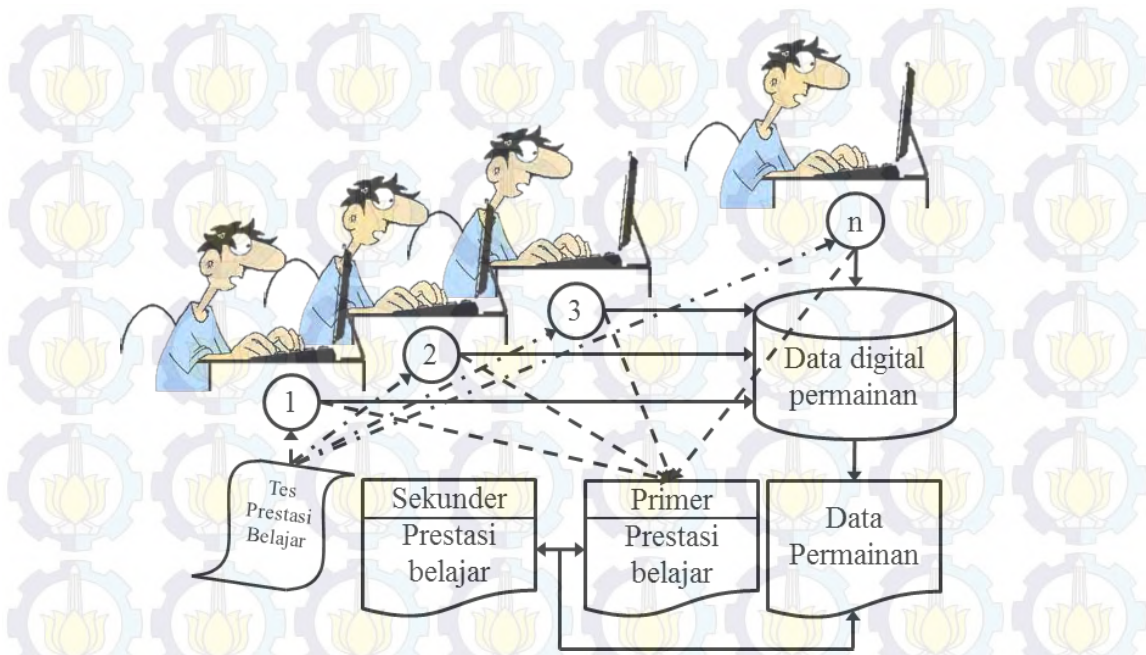 n
3
2
1
Data digital
permainan
Tes
Prestasi
Belajar
Sekunder
Prestasi
belajar
Primer
Prestasi
belajar
Data
Permainan